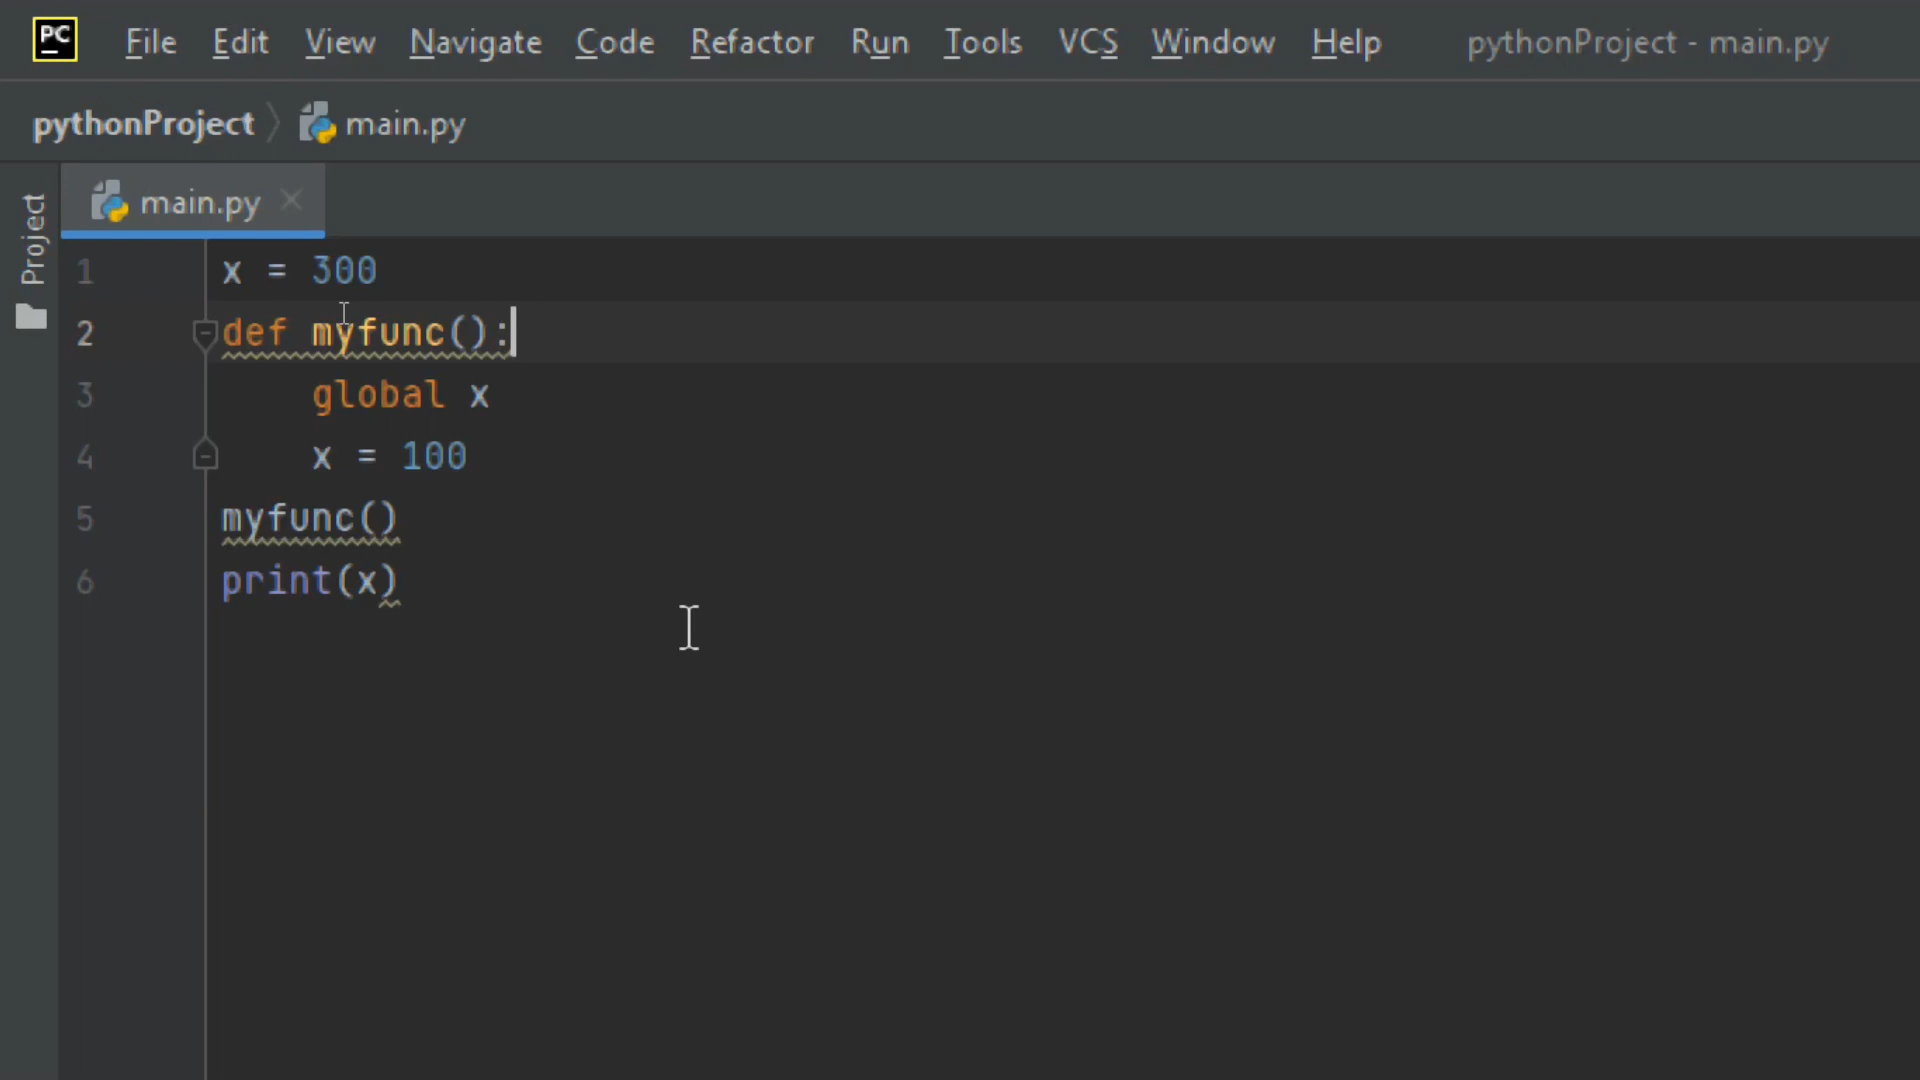 PC File Edit View Navigate Code Refactor Run Tools VCS Window Help pythonProject - main.py
pythonProject main.py
main.py
Project
1 x = 300
2 def myfunc():
3     global x
4     x = 100
5 myfunc()
6 print(x)